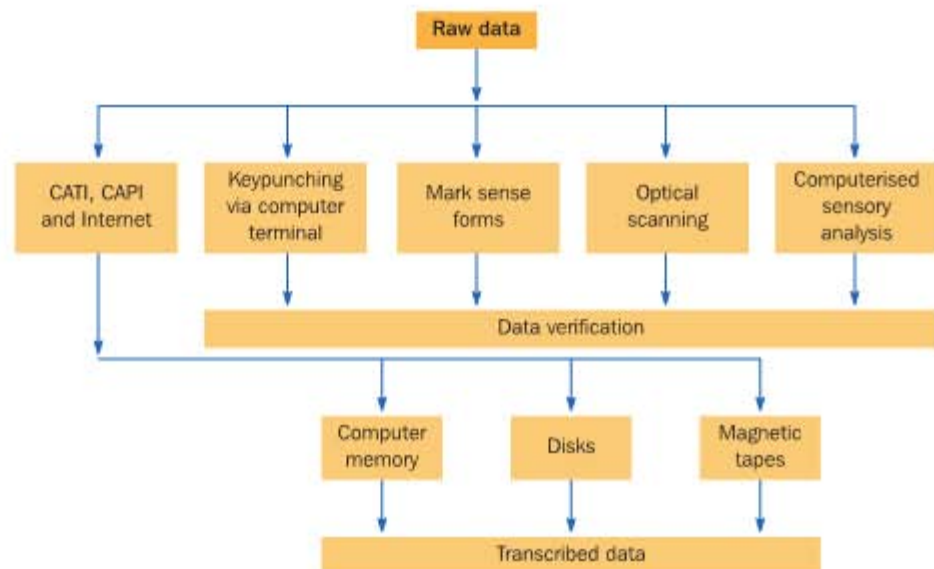 Raw data
CATI, CAPI
and Internet
Keypunching
via computer
terminal
Mark sense
forms
Optical
scanning
Computerised
sensory
analysis
Data verification
Computer
memory
Disks
Magnetic
tapes
Transcribed data